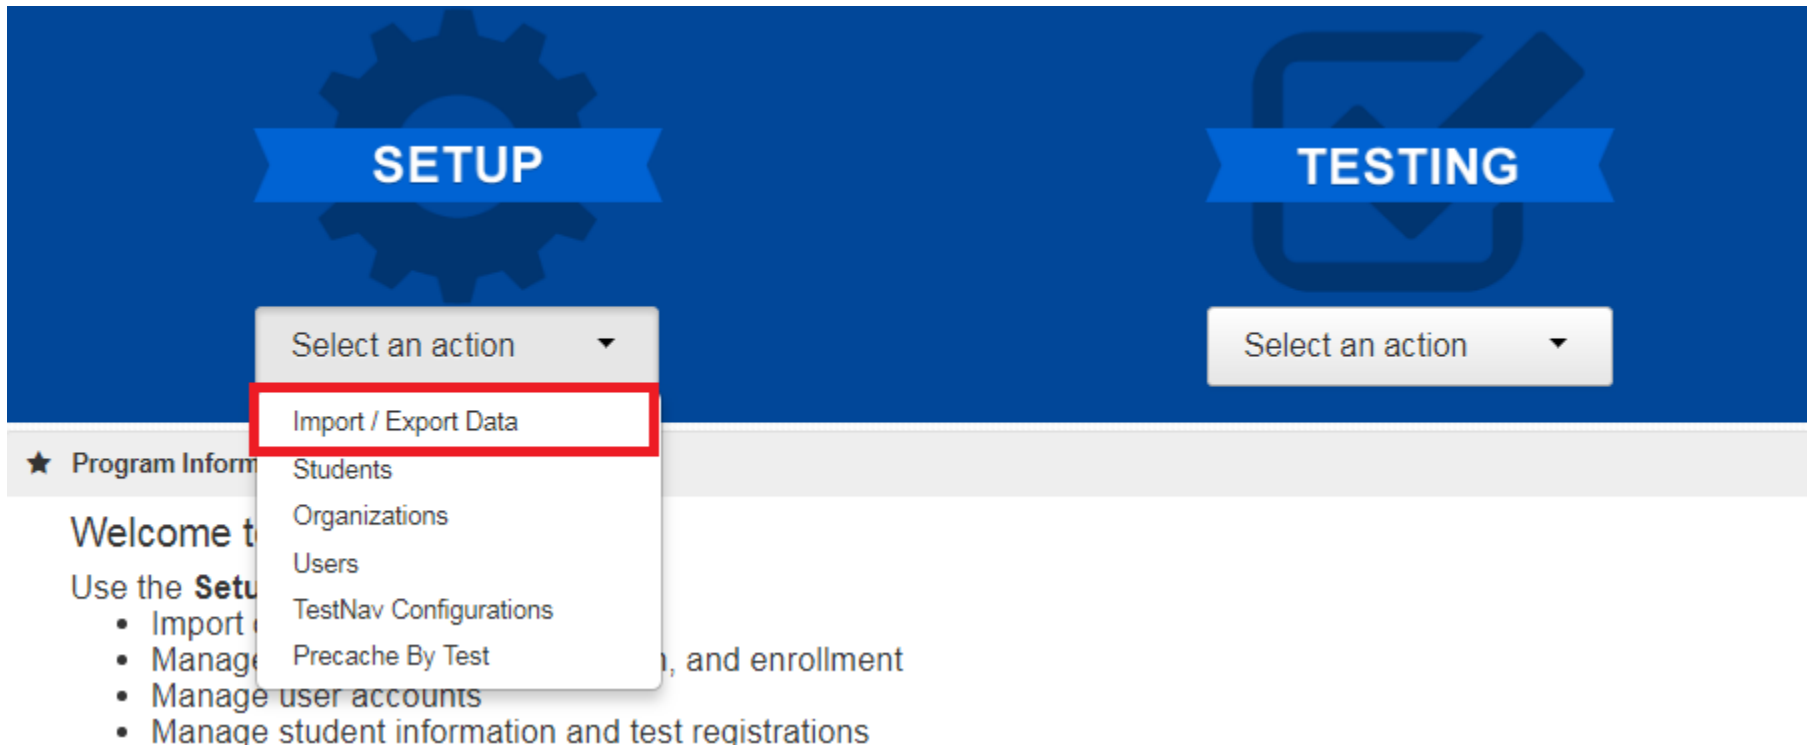 SETUP
TESTING
Select an action
Select an action
Import / Export Data
Students
Organizations
Users
TestNav Configurations
Precache By Test
Program Inform
Welcome t
Use the Setu
Import
Manage , and enrollment
Manage user accounts
Manage student information and test registrations